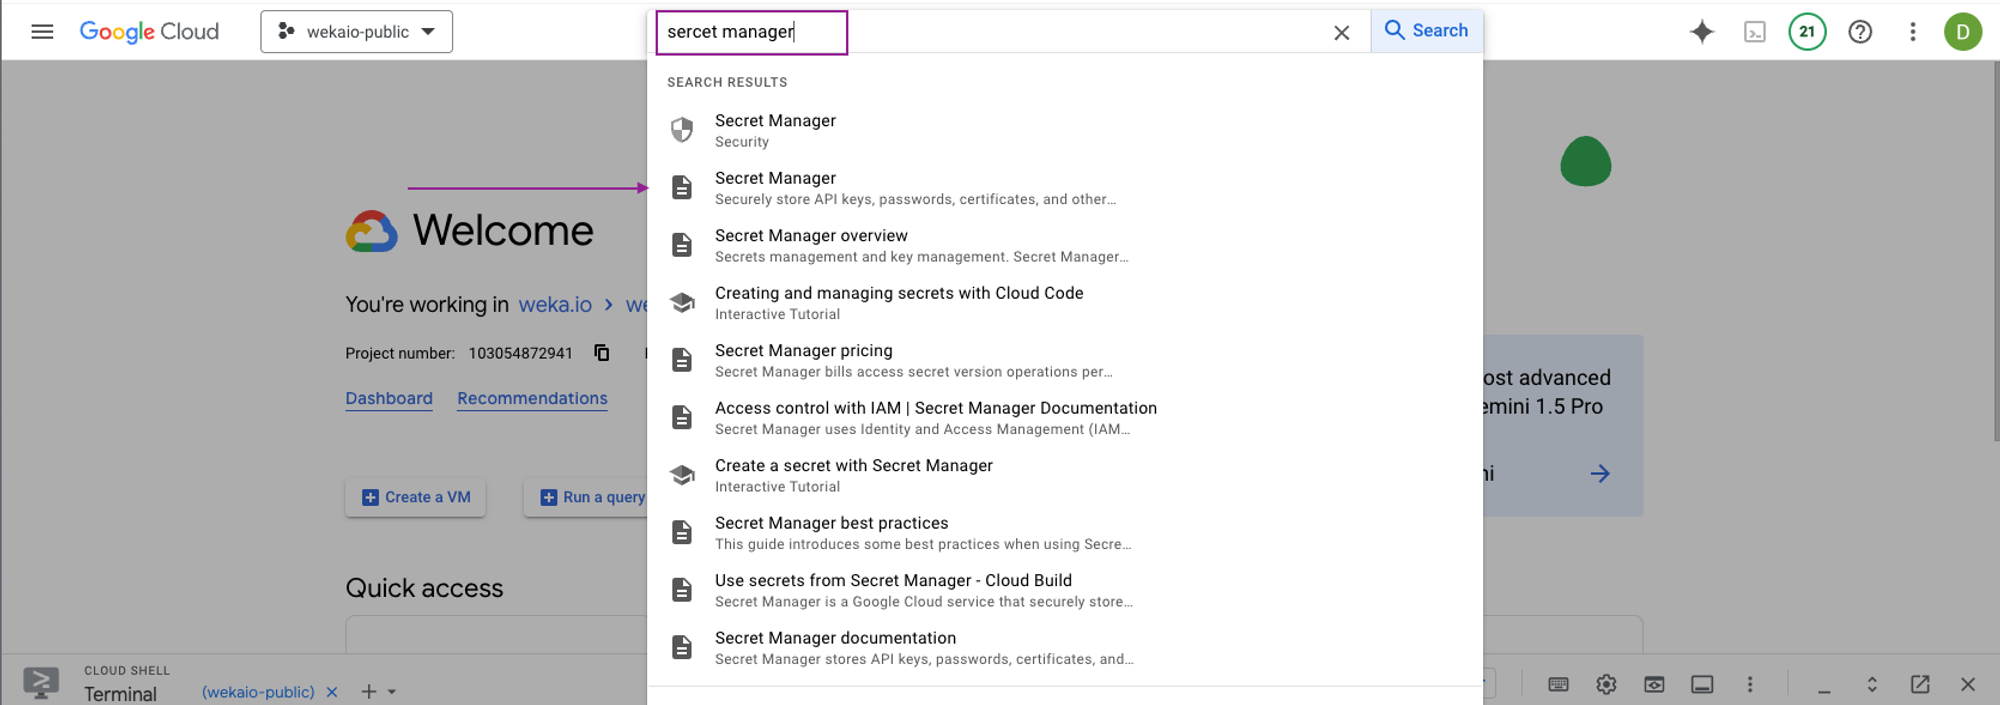 Google Cloud
wekaio-public
sercet manager
Search
21
D
SEARCH RESULTS
Secret Manager
Security
Secret Manager
Securely store API keys, passwords, certificates, and other…
Secret Manager overview
Secrets management and key management. Secret Manager…
Creating and managing secrets with Cloud Code
Interactive Tutorial
Secret Manager pricing
Secret Manager bills access secret version operations per…
Access control with IAM | Secret Manager Documentation
Secret Manager uses Identity and Access Management (IAM…
Create a secret with Secret Manager
Interactive Tutorial
Secret Manager best practices
This guide introduces some best practices when using Secre…
Use secrets from Secret Manager - Cloud Build
Secret Manager is a Google Cloud service that securely store…
Secret Manager documentation
Secret Manager stores API keys, passwords, certificates, and…
Welcome
You're working in weka.io > we
Project number: 103054872941
Dashboard Recommendations
Create a VM
Run a query
ost advanced
emini 1.5 Pro
ni
Quick access
CLOUD SHELL
Terminal
(wekaio-public)